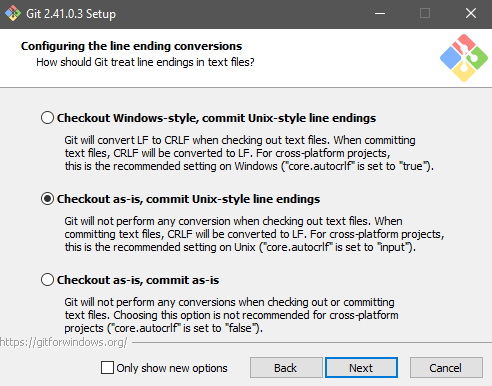 Git 2.41.0.3 Setup
Configuring the line ending conversions
How should Git treat line endings in text files?
Checkout Windows-style, commit Unix-style line endings
Git will convert LF to CRLF when checking out text files. When committing
text files, CRLF will be converted to LF. For cross-platform projects,
this is the recommended setting on Windows ("core.autocrlf" is set to "true").
Checkout as-is, commit Unix-style line endings
Git will not perform any conversion when checking out text files. When
committing text files, CRLF will be converted to LF. For cross-platform projects,
this is the recommended setting on Unix ("core.autocrlf" is set to "input").
Checkout as-is, commit as-is
Git will not perform any conversions when checking out or committing
text files. Choosing this option is not recommended for cross-platform
projects ("core.autocrlf" is set to "false").
https://gitforwindows.org/
Only show new options
Back
Next
Cancel